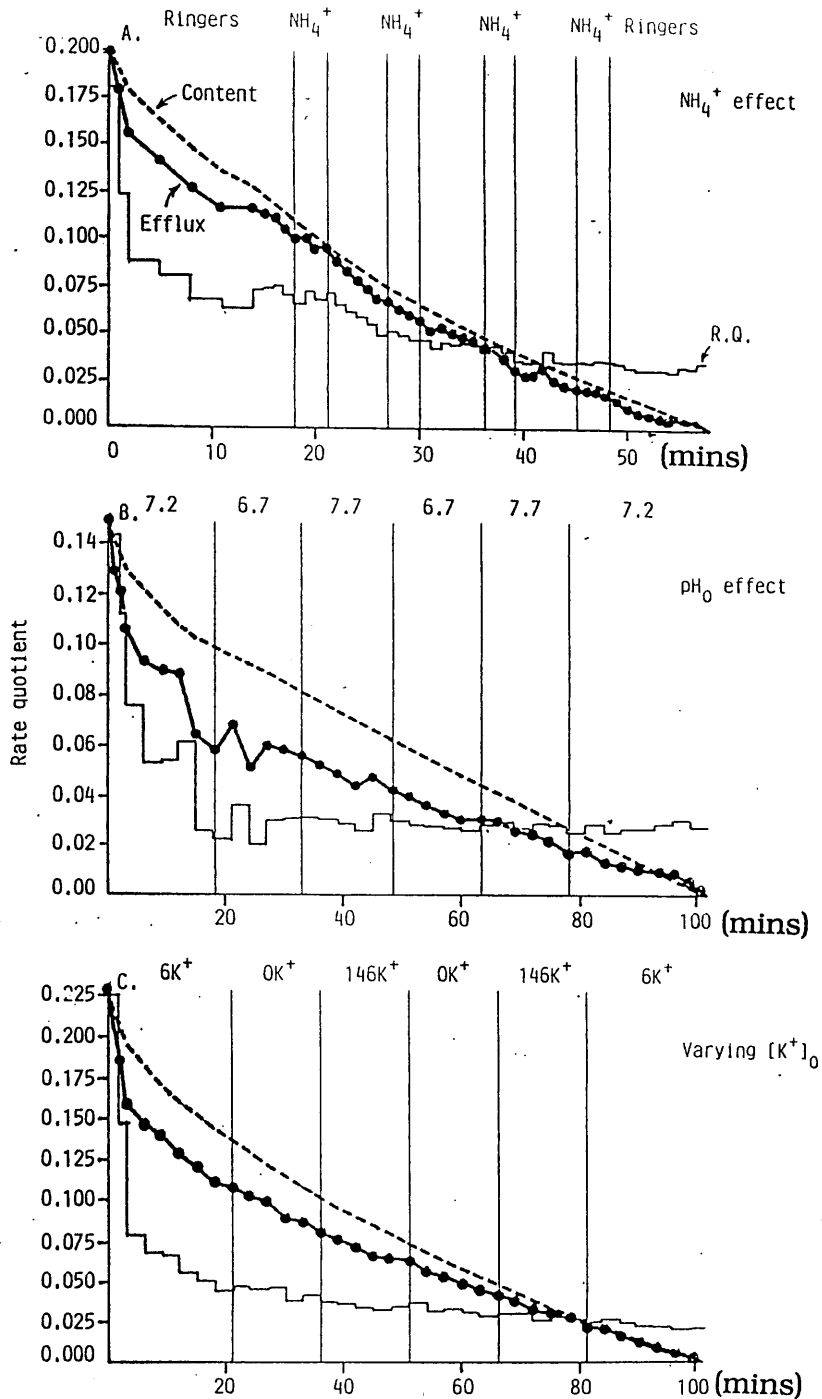 A. Ringers NH₄⁺ NH₄⁺ NH₄⁺ NH₄⁺ Ringers
NH₄⁺ effect
Content
Efflux
R.Q.
0.200
0.175
0.150
0.125
0.100
0.075
0.050
0.025
0.000
0 10 20 30 40 50 (mins)
B. 7.2 6.7 7.7 6.7 7.7 7.2
pH₀ effect
Rate quotient
0.14
0.12
0.10
0.08
0.06
0.04
0.02
0.00
20 40 60 80 100 (mins)
C. 6K⁺ 0K⁺ 146K⁺ 0K⁺ 146K⁺ 6K⁺
Varying [K⁺]₀
0.225
0.200
0.175
0.150
0.125
0.100
0.075
0.050
0.025
0.000
20 40 60 80 100 (mins)